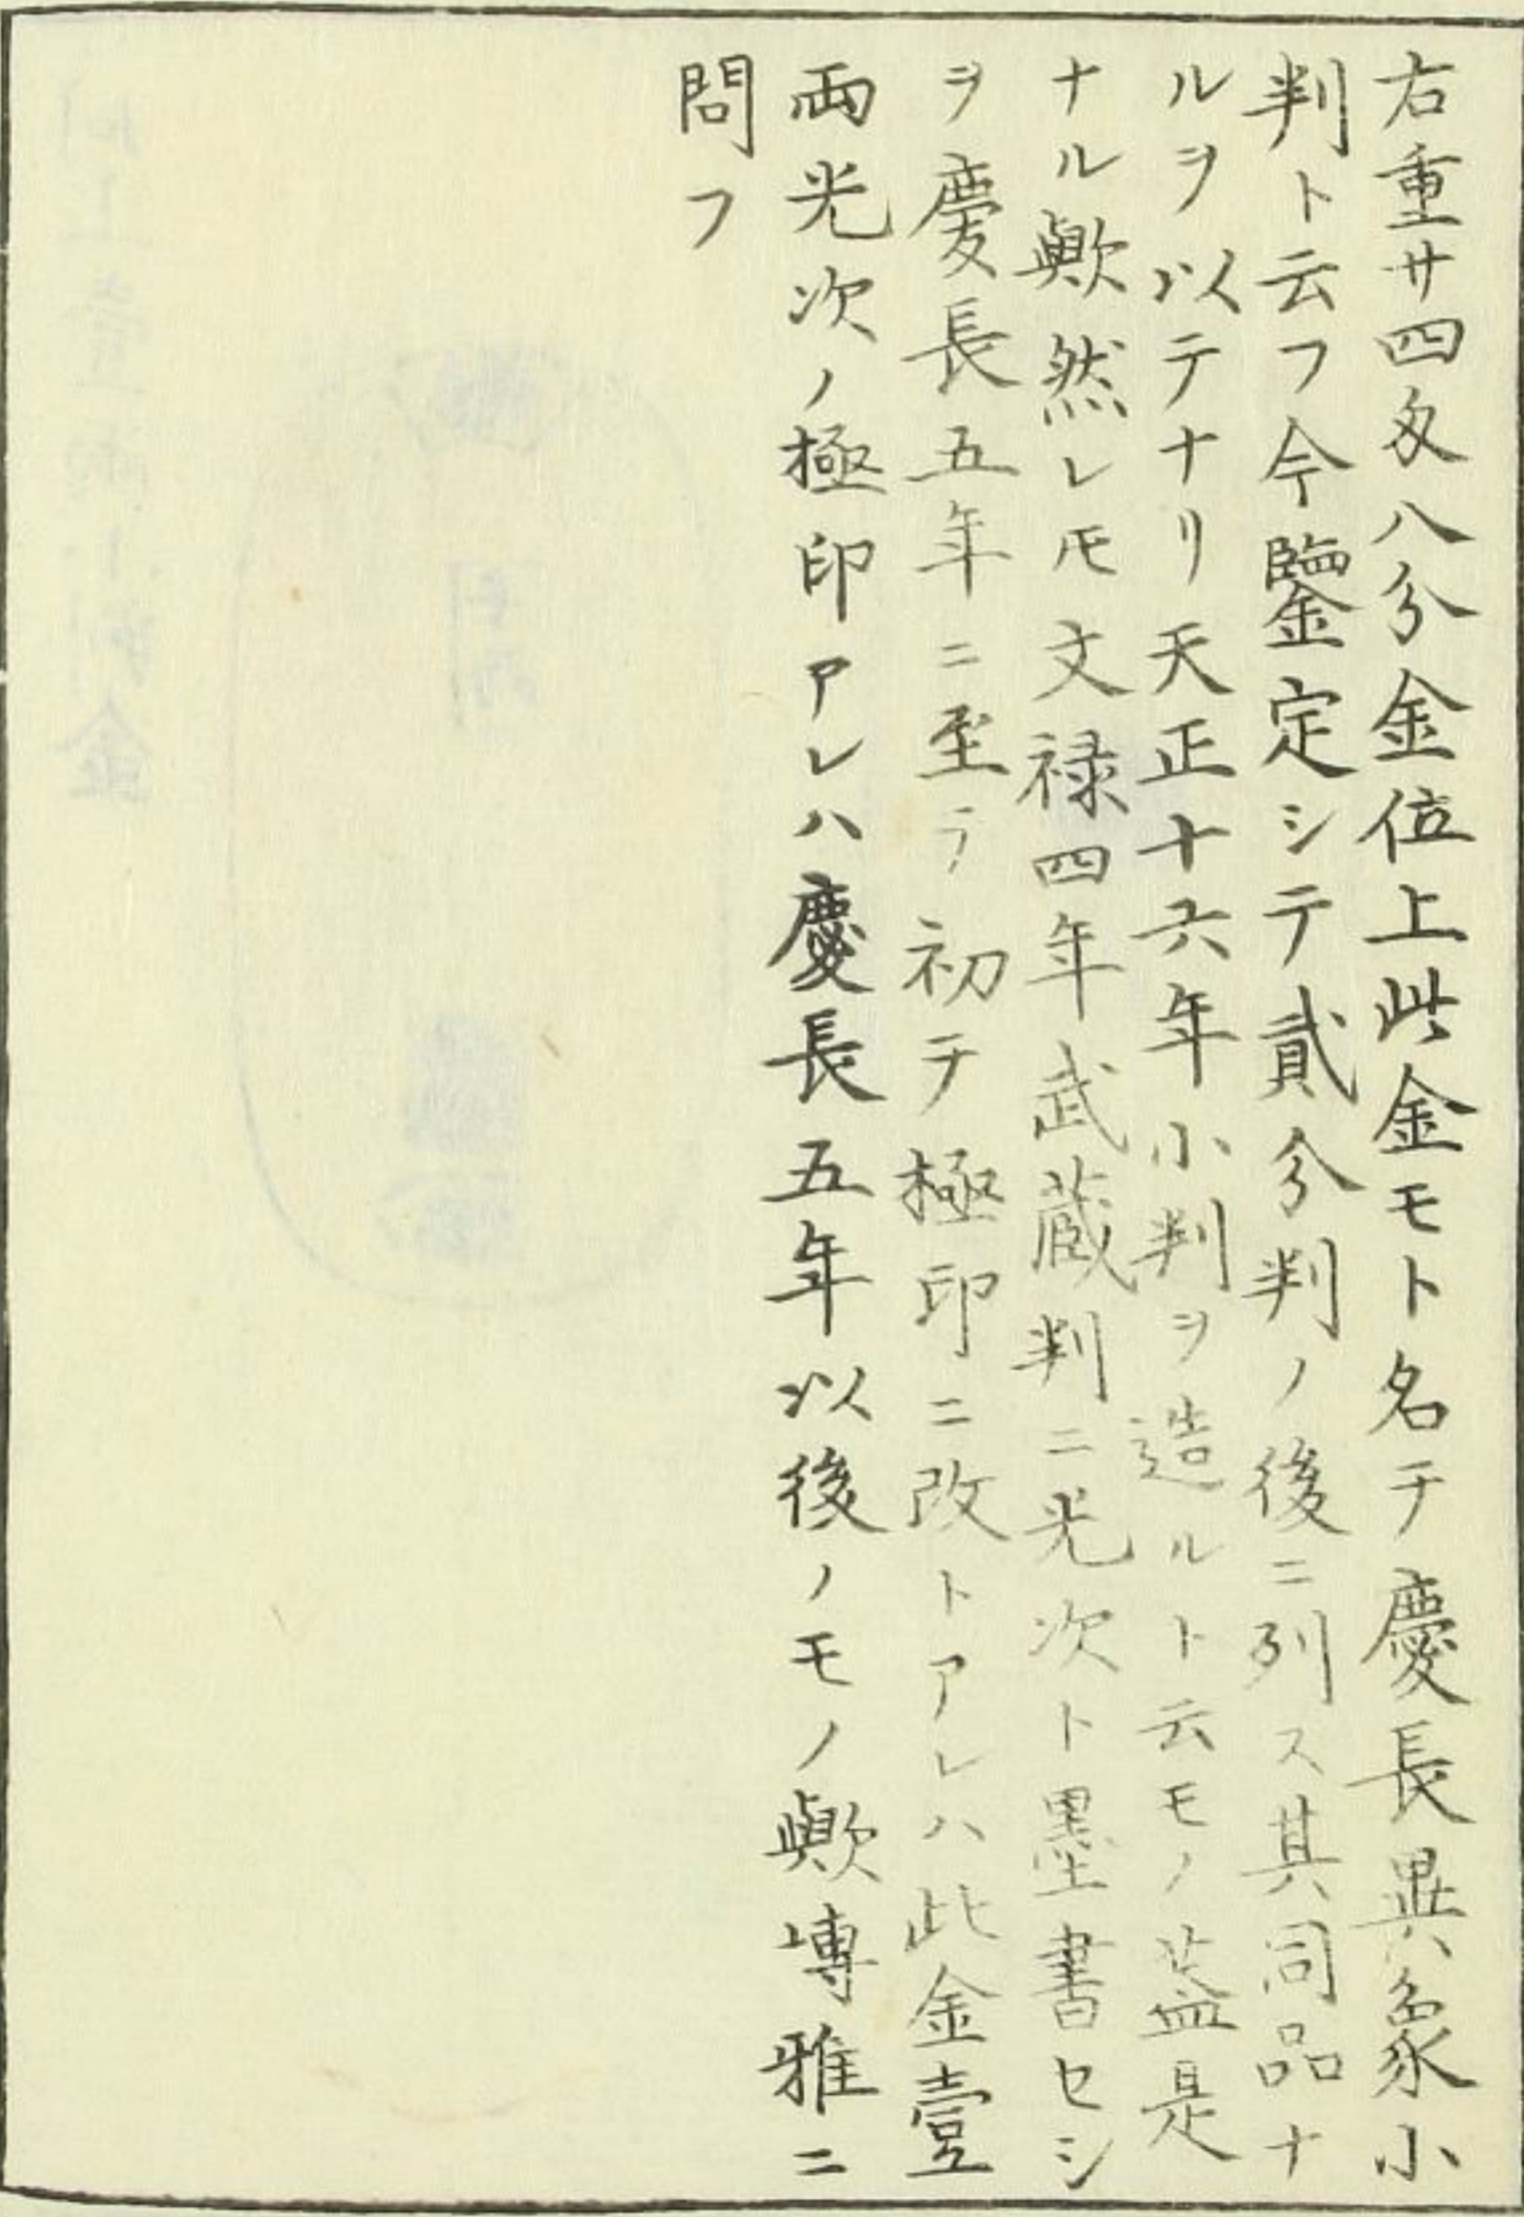 右重廿四匁八分金位上此金モト名テ慶長異象小
判ト云フ今鑒定シテ貳分判ノ後ニ列ス其同品ナ
ルヲ以テナリ天正十六年小判ヲ造ルト云モノ蓋是
ナル歟然レ𪜈文禄四年武蔵判ニ光次ト墨書セシ
ヲ慶長五年ニ至テ初テ極印ニ改トアレハ此金壹
両光次ノ極印アレハ慶長五年以後ノモノ歟博雅ニ
問フ